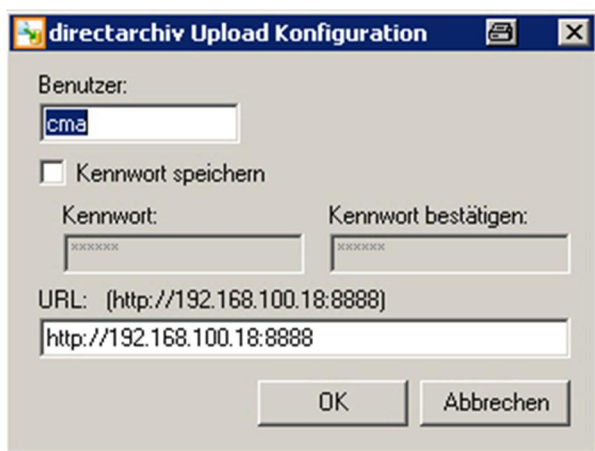 directarchiv Upload Konfiguration
Benutzer:
cma
Kennwort speichern
Kennwort: Kennwort bestätigen:
****** ******
URL: (http://192.168.100.18:8888)
http://192.168.100.18:8888
OK Abbrechen